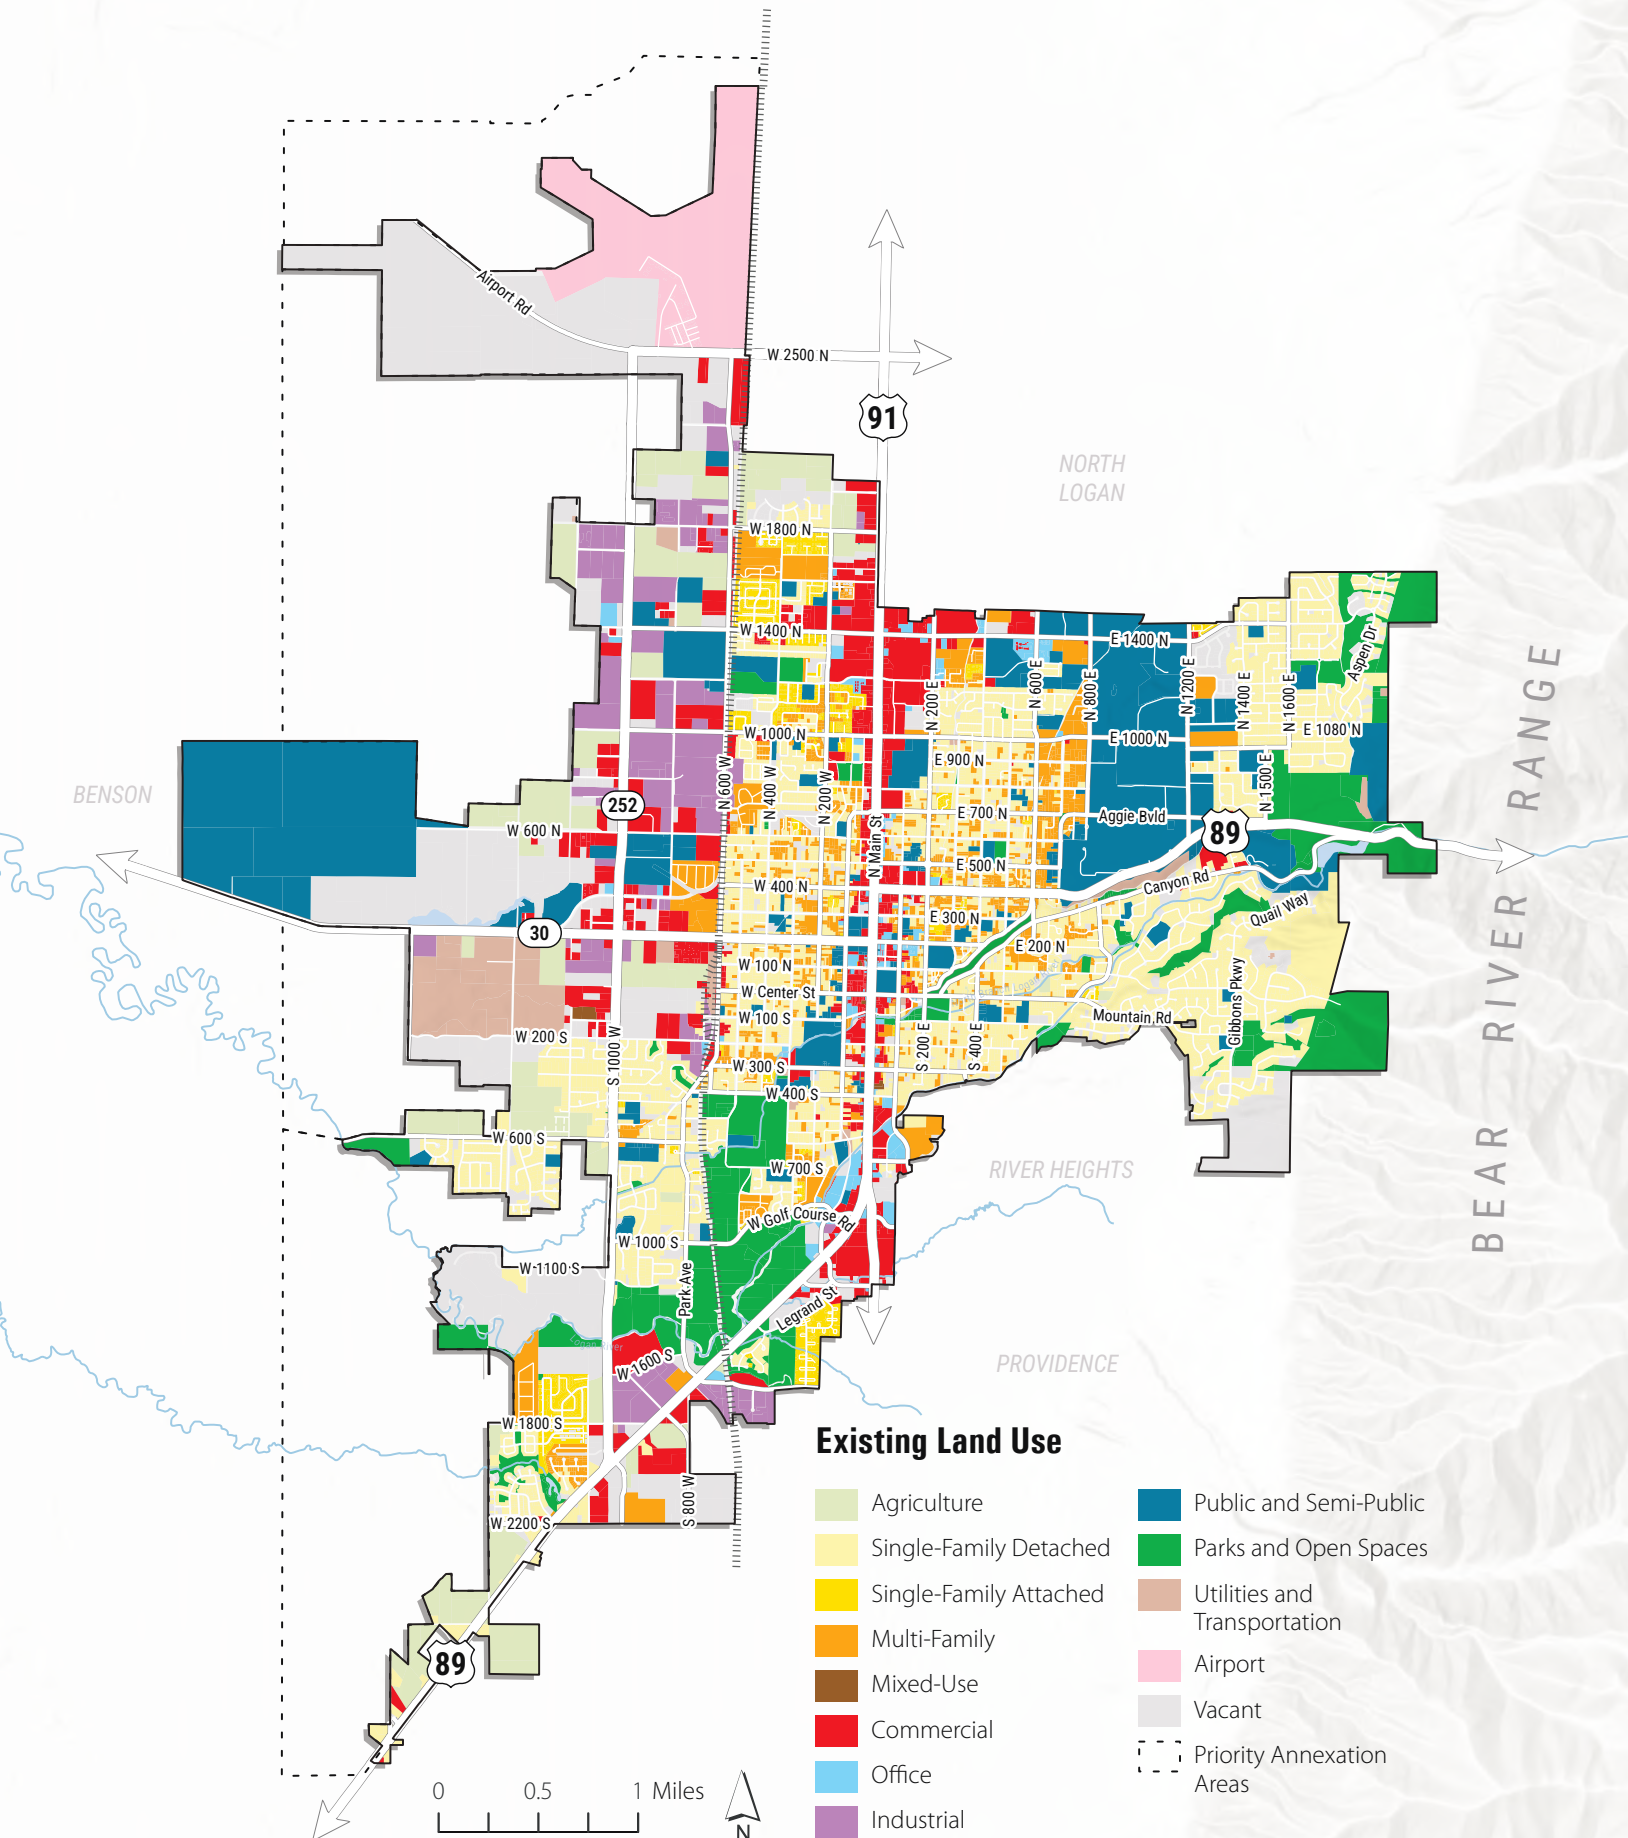 Airport Rd
W 2500 N
91
NORTH
LOGAN
W 1800 N
W 1400 N
E 1400 N
Aspen Dr
N 200 E
N 600 E
N 800 E
N 1200 E
N 1400 E
N 1600 E
W 1000 N
E 1000 N
E 1080 N
E 900 N
N 600 W
N 400 W
N 200 W
N 1500 E
BENSON
252
E 700 N
Aggie Bvld
89
W 600 N
N Main St
E 500 N
Canyon Rd
W 400 N
Quail Way
E 300 N
30
E 200 N
W 100 N
Logan River
Gibbons Pkwy
W Center St
W 100 S
Mountain Rd
W 200 S
S 1000 W
S 200 E
S 400 E
W 300 S
W 400 S
W 600 S
W 700 S
RIVER HEIGHTS
BEAR RIVER RANGE
W Golf Course Rd
W 1000 S
W 1100 S
Park Ave
Legrand St
Logan River
W 1600 S
PROVIDENCE
W 1800 S
S 800 W
W 2200 S
89
Existing Land Use
Agriculture
Single-Family Detached
Single-Family Attached
Multi-Family
Mixed-Use
Commercial
Office
Industrial
Public and Semi-Public
Parks and Open Spaces
Utilities and
Transportation
Airport
Vacant
Priority Annexation
Areas
0 0.5 1 Miles
N